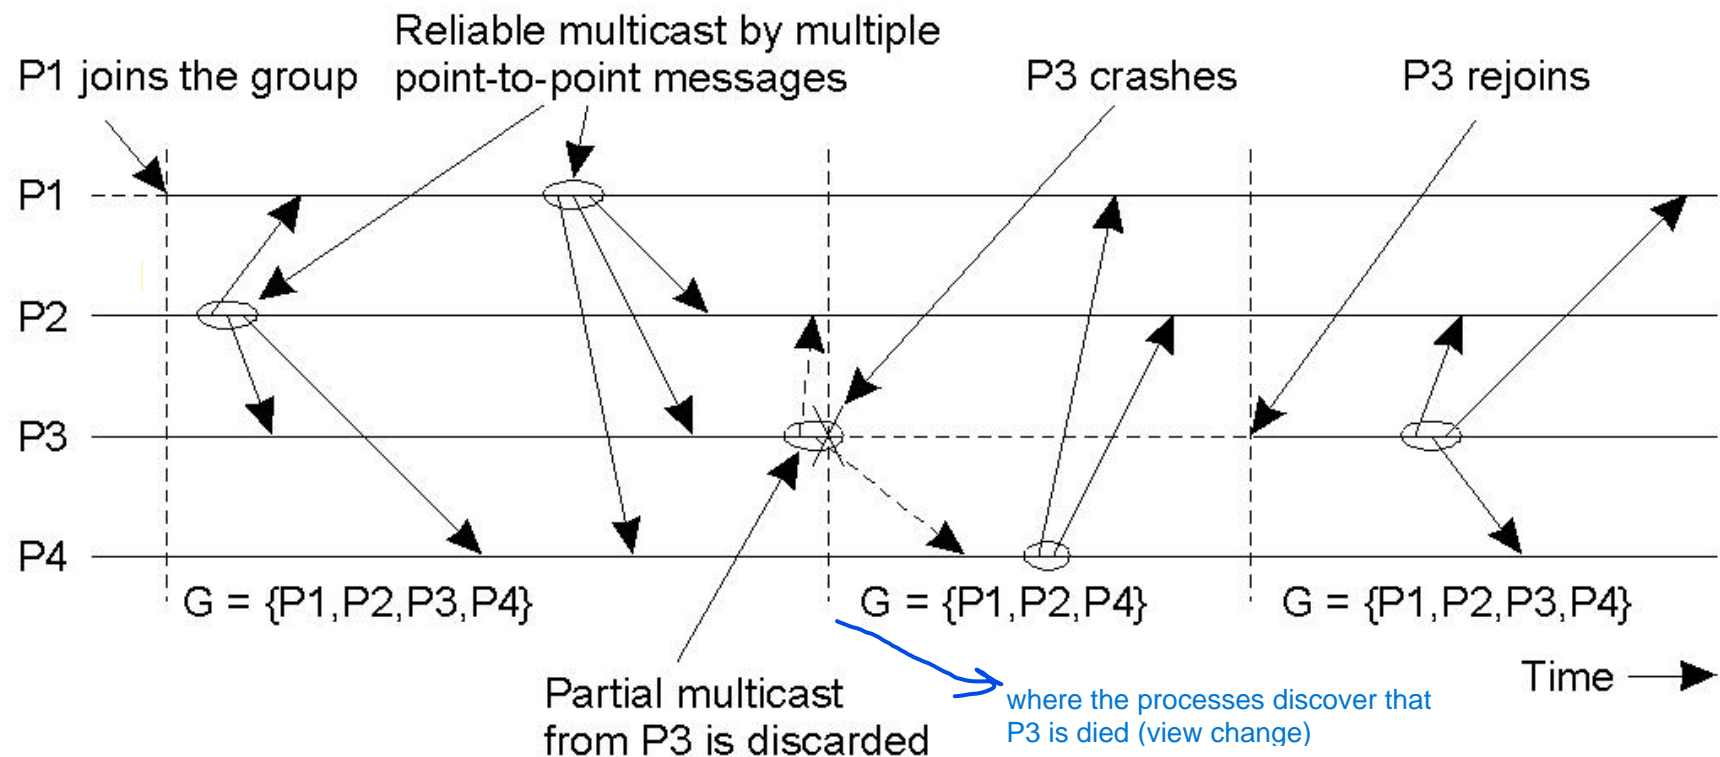 Reliable multicast by multiple
P1 joins the group point-to-point messages P3 crashes P3 rejoins
P1
P2
P3
P4
G = {P1,P2,P3,P4} G = {P1,P2,P4} G = {P1,P2,P3,P4}
Time
Partial multicast
from P3 is discarded
where the processes discover that
P3 is died (view change)